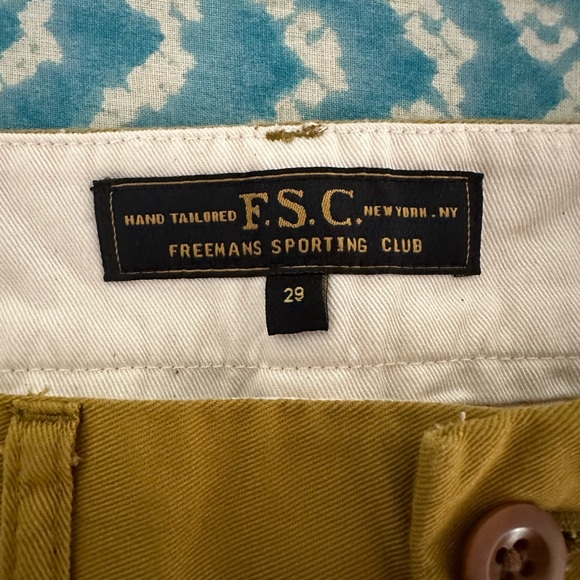 HAND TAILORED F.S.C. NEW YORK . NY
FREEMANS SPORTING CLUB
29